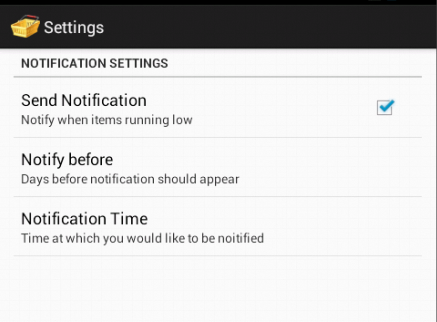 Settings
NOTIFICATION SETTINGS
Send Notification
Notify when items running low
Notify before
Days before notification should appear
Notification Time
Time at which you would like to be noitified